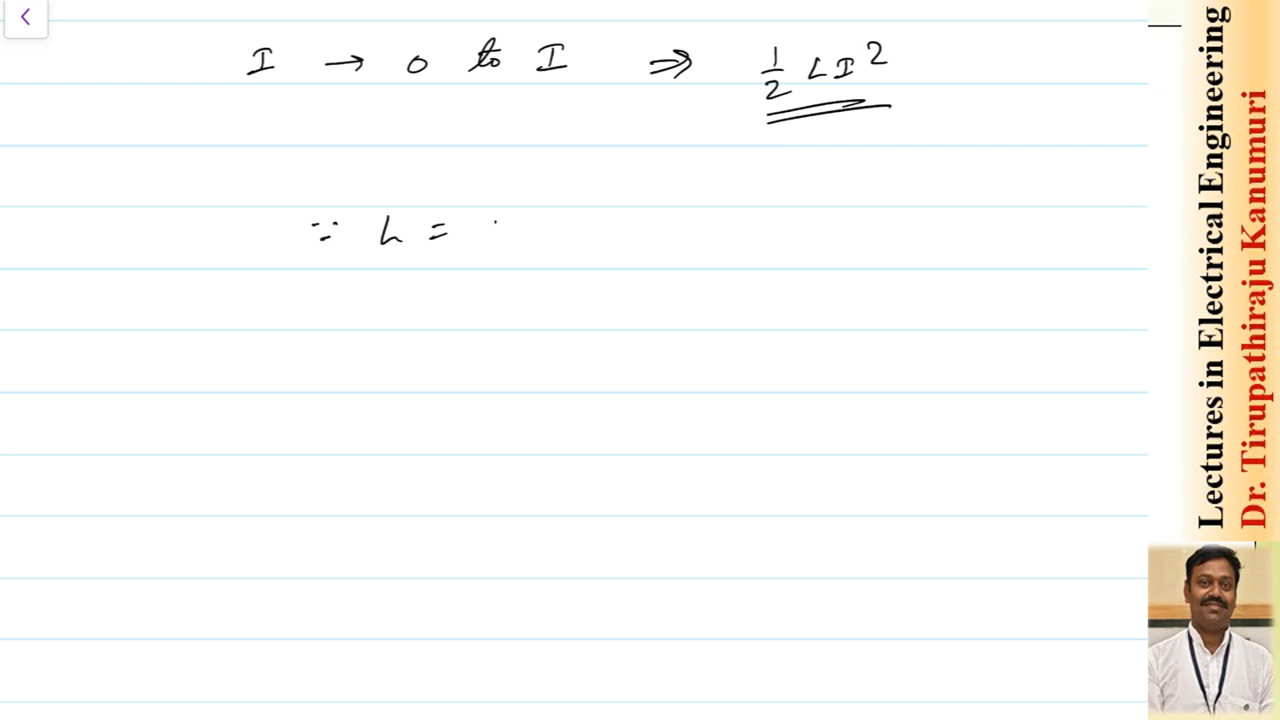 I → 0 to I ⇒ 1/2 LI²
∵ L =
Lectures in Electrical Engineering
Dr. Tirupathiraju Kanumuri